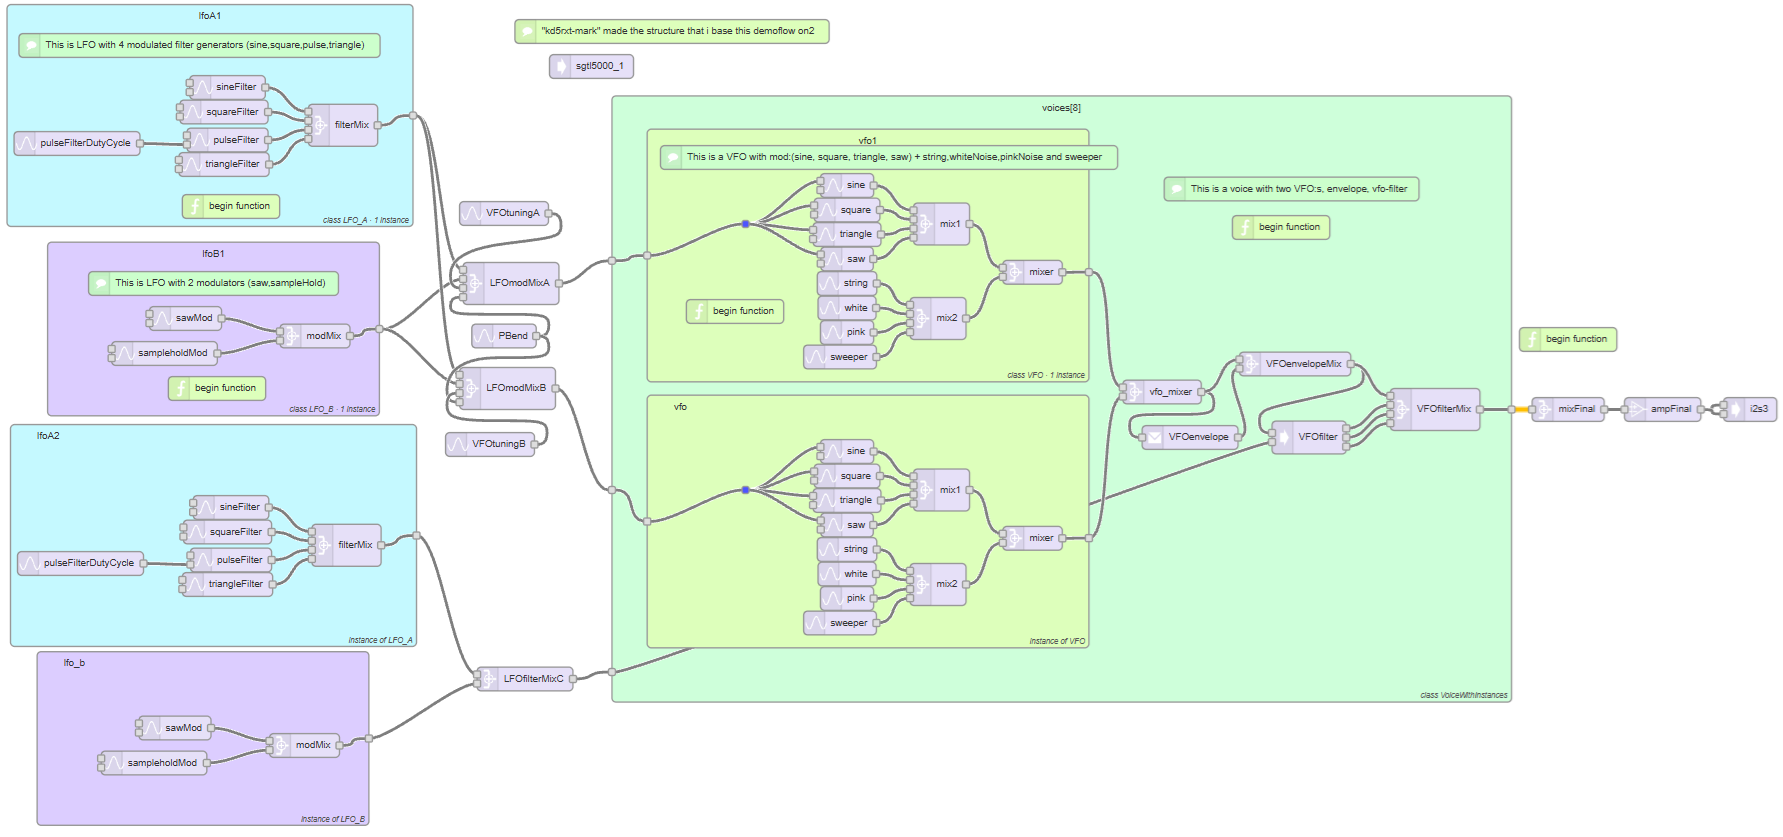 lfoA1
This is LFO with 4 modulated filter generators (sine,square,pulse,triangle)
sineFilter
squareFilter
filterMix
pulseFilterDutyCycle
pulseFilter
triangleFilter
begin function
class LFO_A - 1 instance
lfoB1
This is LFO with 2 modulators (saw,sampleHold)
sawMod
modMix
sampleholdMod
begin function
class LFO_B - 1 instance
lfoA2
sineFilter
squareFilter
filterMix
pulseFilterDutyCycle
pulseFilter
triangleFilter
instance of LFO_A
lfo_b
sawMod
modMix
sampleholdMod
instance of LFO_B
"kd5rxt-mark" made the structure that i base this demoflow on2
sgtl5000_1
VFOtuningA
LFOmodMixA
PBend
LFOmodMixB
VFOtuningB
LFOfilterMixC
voices[8]
vfo1
This is a VFO with mod:(sine, square, triangle, saw) + string,whiteNoise,pinkNoise and sweeper
sine
square
mix1
triangle
saw
mixer
string
begin function
white
mix2
pink
sweeper
class VFO - 1 instance
vfo
sine
square
mix1
triangle
saw
mixer
string
white
mix2
pink
sweeper
instance of VFO
This is a voice with two VFO:s, envelope, vfo-filter
begin function
VFOenvelopeMix
vfo_mixer
VFOfilterMix
VFOenvelope
VFOfilter
class VoiceWithInstances
begin function
mixFinal
ampFinal
i2s3